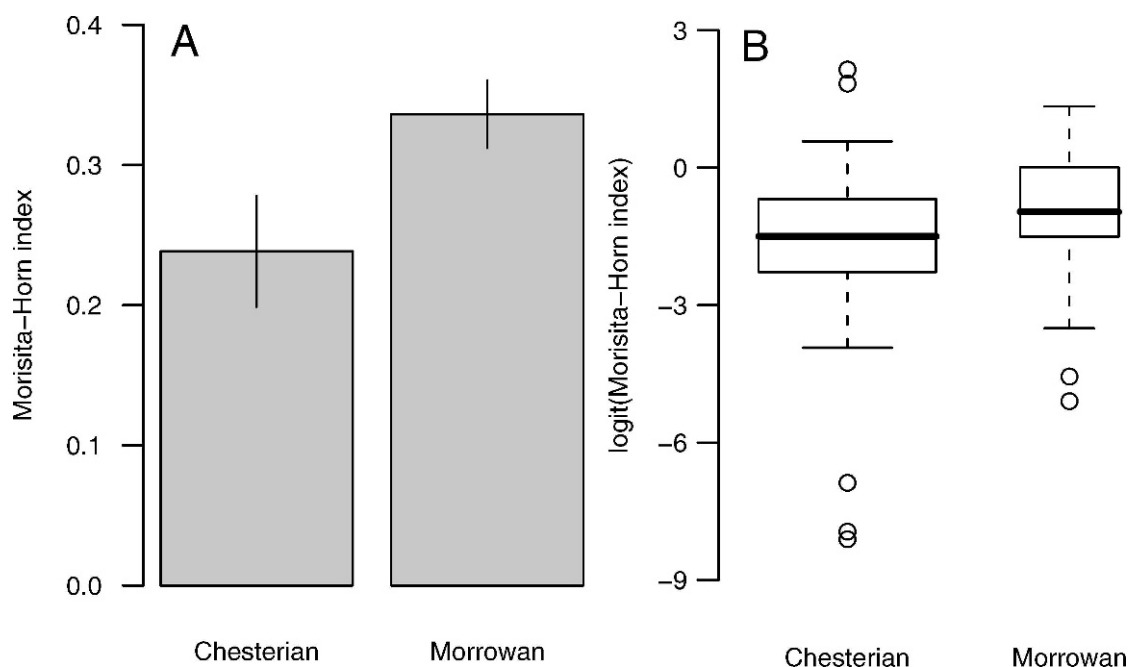 A
Morisita−Horn index
0.4
0.3
0.2
0.1
0.0
Chesterian
Morrowan
B
logit(Morisita−Horn index)
3
0
−3
−6
−9
Chesterian
Morrowan